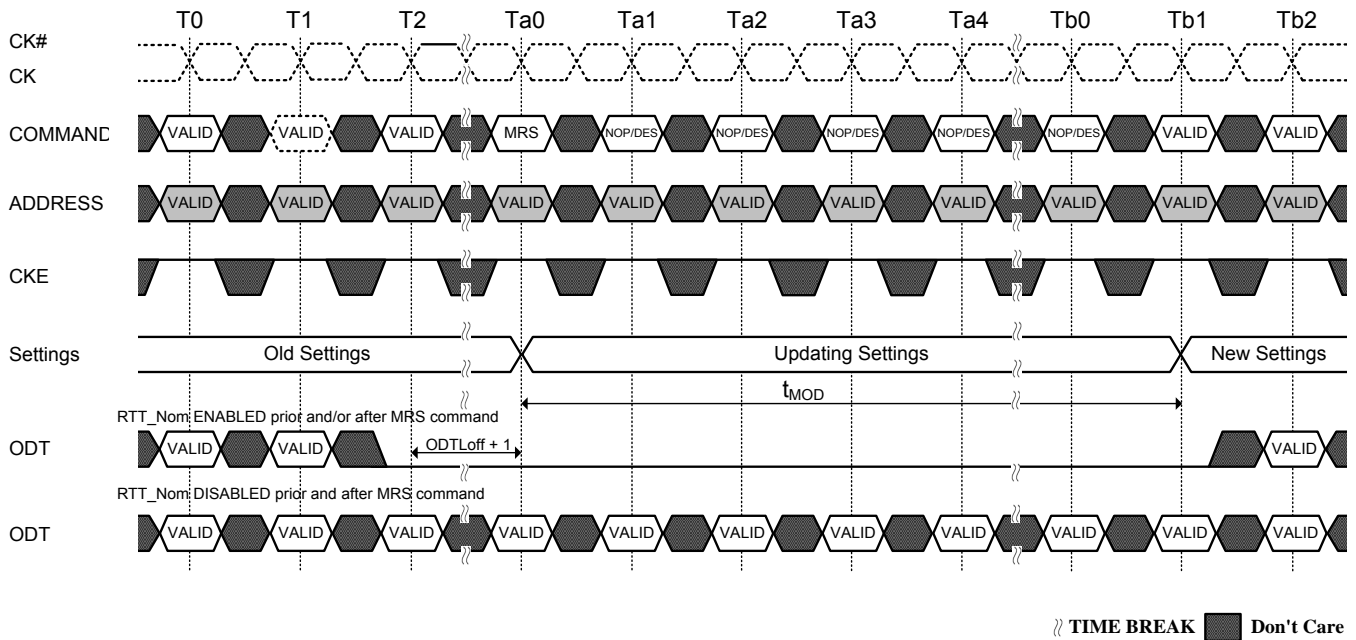 T0 T1 T2 Ta0 Ta1 Ta2 Ta3 Ta4 Tb0 Tb1 Tb2
CK#
CK
COMMAND VALID VALID VALID MRS NOP/DES NOP/DES NOP/DES NOP/DES NOP/DES VALID VALID
ADDRESS VALID VALID VALID VALID VALID VALID VALID VALID VALID VALID VALID
CKE
Settings Old Settings Updating Settings New Settings
tMOD
RTT_Nom ENABLED prior and/or after MRS command
ODT VALID VALID ODTLoff + 1 VALID
RTT_Nom DISABLED prior and after MRS command
ODT VALID VALID VALID VALID VALID VALID VALID VALID VALID VALID VALID
TIME BREAK Don't Care